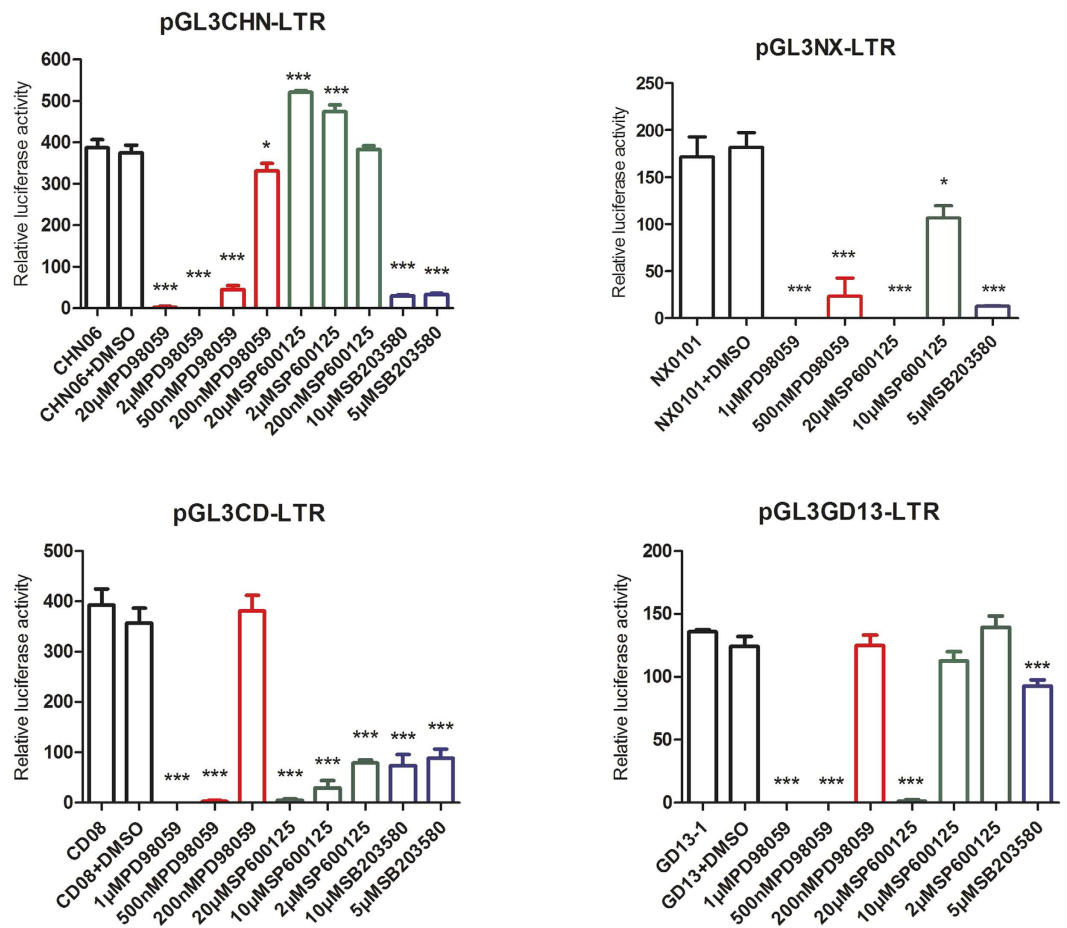 pGL3CHN-LTR
Relative luciferase activity
600
500
400
300
200
100
0
***
***
***
*
***
***
***
***
CHN06
CHN06+DMSO
20µMPD98059
2µMPD98059
500nMPD98059
200nMPD98059
20µMSP600125
2µMSP600125
200nMSP600125
10µMSB203580
5µMSB203580
pGL3NX-LTR
Relative luciferase activity
250
200
150
100
50
0
***
***
***
*
***
NX0101
NX0101+DMSO
1µMPD98059
500nMPD98059
20µMSP600125
10µMSP600125
5µMSB203580
pGL3CD-LTR
Relative luciferase activity
500
400
300
200
100
0
***
***
***
***
***
***
***
CD08
CD08+DMSO
1µMPD98059
500nMPD98059
200nMPD98059
20µMSP600125
10µMSP600125
2µMSP600125
10µMSB203580
5µMSB203580
pGL3GD13-LTR
Relative luciferase activity
200
150
100
50
0
***
***
***
***
GD13-1
GD13+DMSO
1µMPD98059
500nMPD98059
200nMPD98059
20µMSP600125
10µMSP600125
2µMSP600125
5µMSB203580